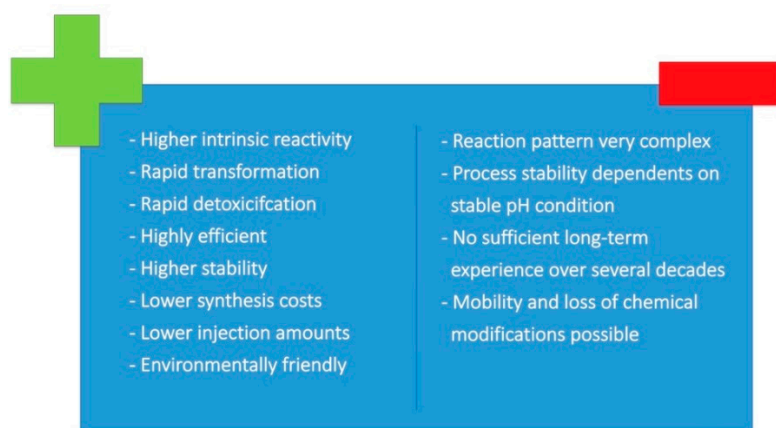 - Higher intrinsic reactivity
- Rapid transformation
- Rapid detoxicifcation
- Highly efficient
- Higher stability
- Lower synthesis costs
- Lower injection amounts
- Environmentally friendly
- Reaction pattern very complex
- Process stability dependents on
stable pH condition
- No sufficient long-term
experience over several decades
- Mobility and loss of chemical
modifications possible